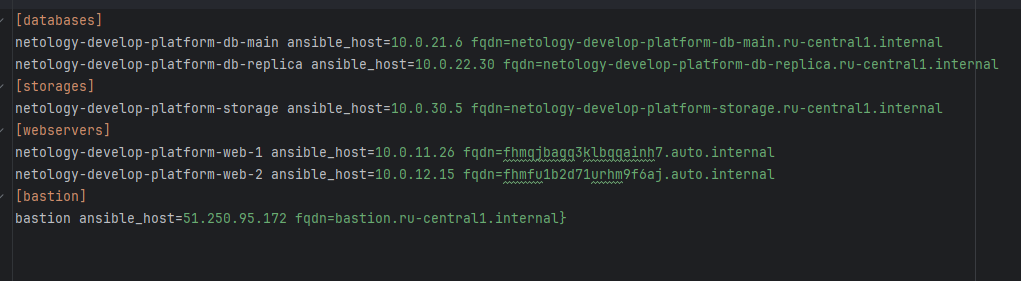 [databases]
netology-develop-platform-db-main ansible_host=10.0.21.6 fqdn=netology-develop-platform-db-main.ru-central1.internal
netology-develop-platform-db-replica ansible_host=10.0.22.30 fqdn=netology-develop-platform-db-replica.ru-central1.internal
[storages]
netology-develop-platform-storage ansible_host=10.0.30.5 fqdn=netology-develop-platform-storage.ru-central1.internal
[webservers]
netology-develop-platform-web-1 ansible_host=10.0.11.26 fqdn=fhmqjbagq3klbqqainh7.auto.internal
netology-develop-platform-web-2 ansible_host=10.0.12.15 fqdn=fhmfu1b2d71urhm9f6aj.auto.internal
[bastion]
bastion ansible_host=51.250.95.172 fqdn=bastion.ru-central1.internal}